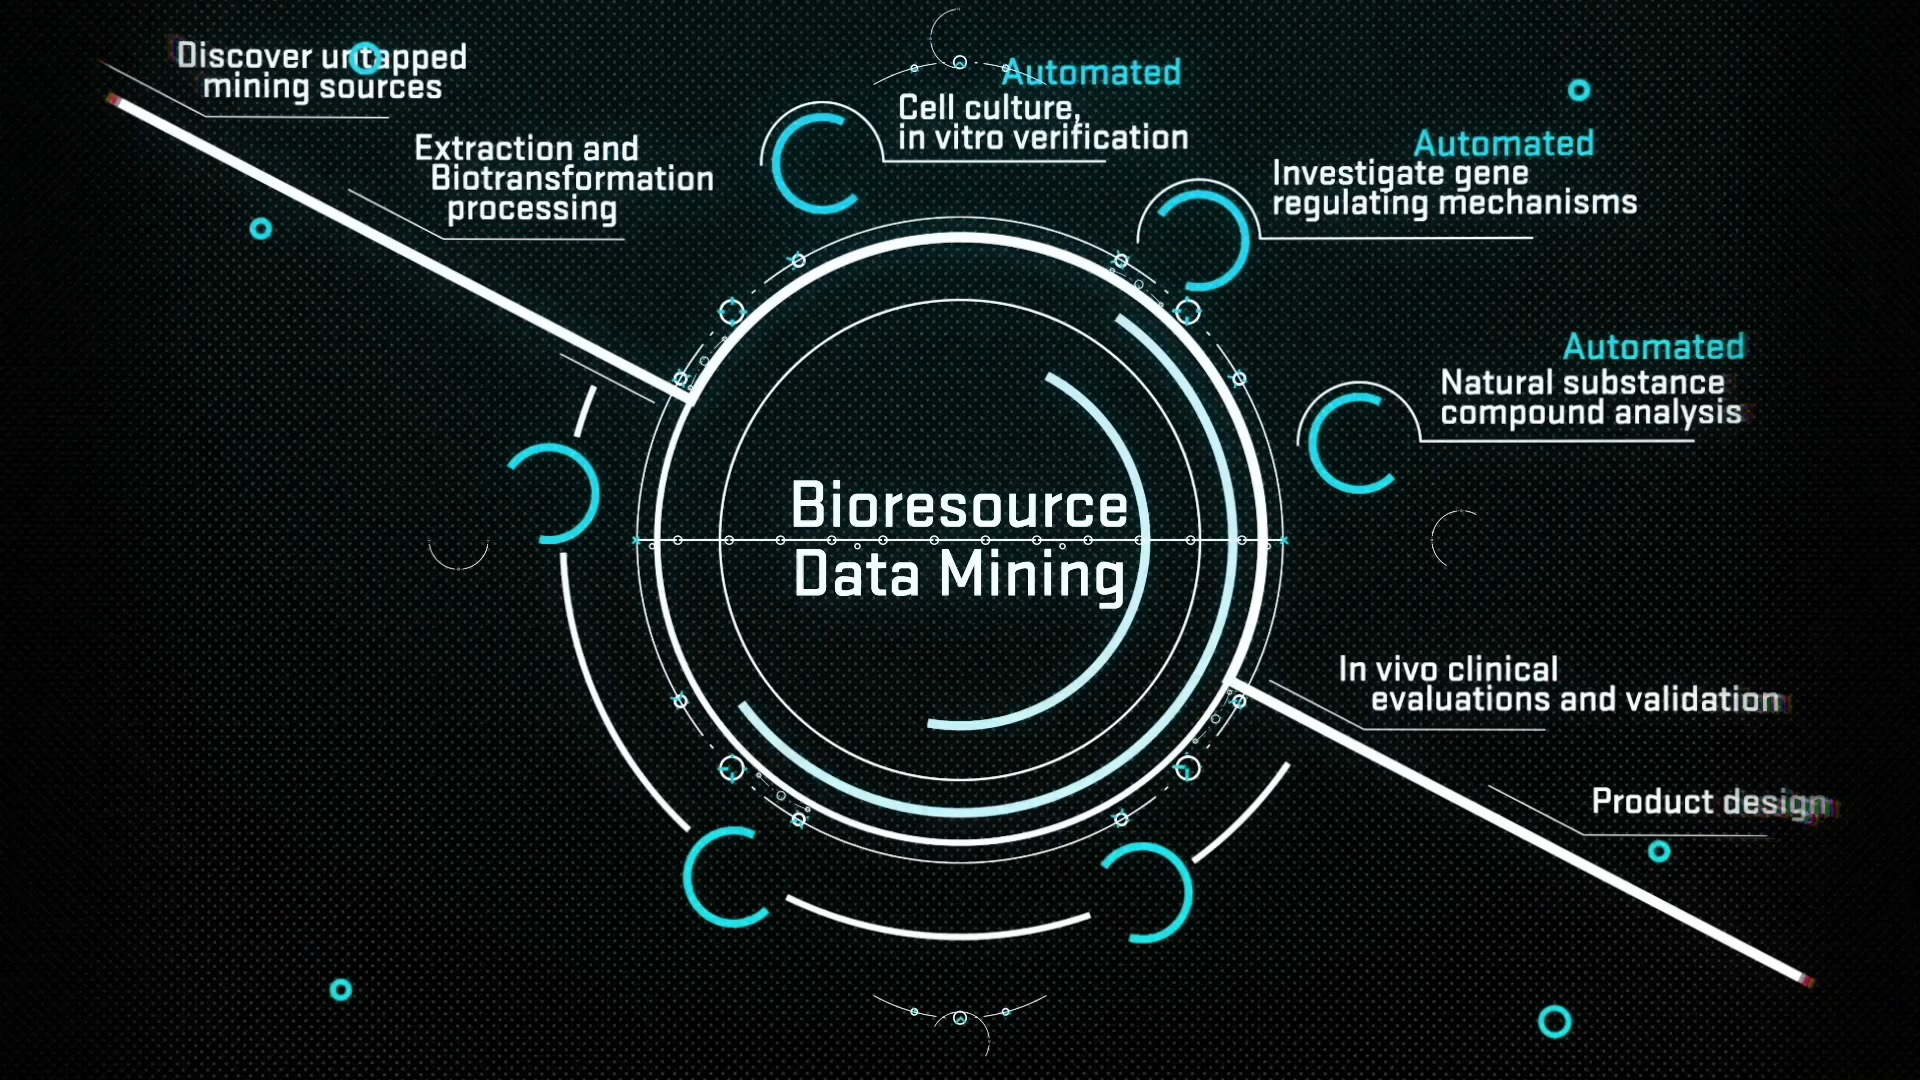 Discover untapped
mining sources
Extraction and
Biotransformation
processing
Automated
Cell culture,
in vitro verification
Automated
Investigate gene
regulating mechanisms
Automated
Natural substance
compound analysis
Bioresource
Data Mining
In vivo clinical
evaluations and validation
Product design